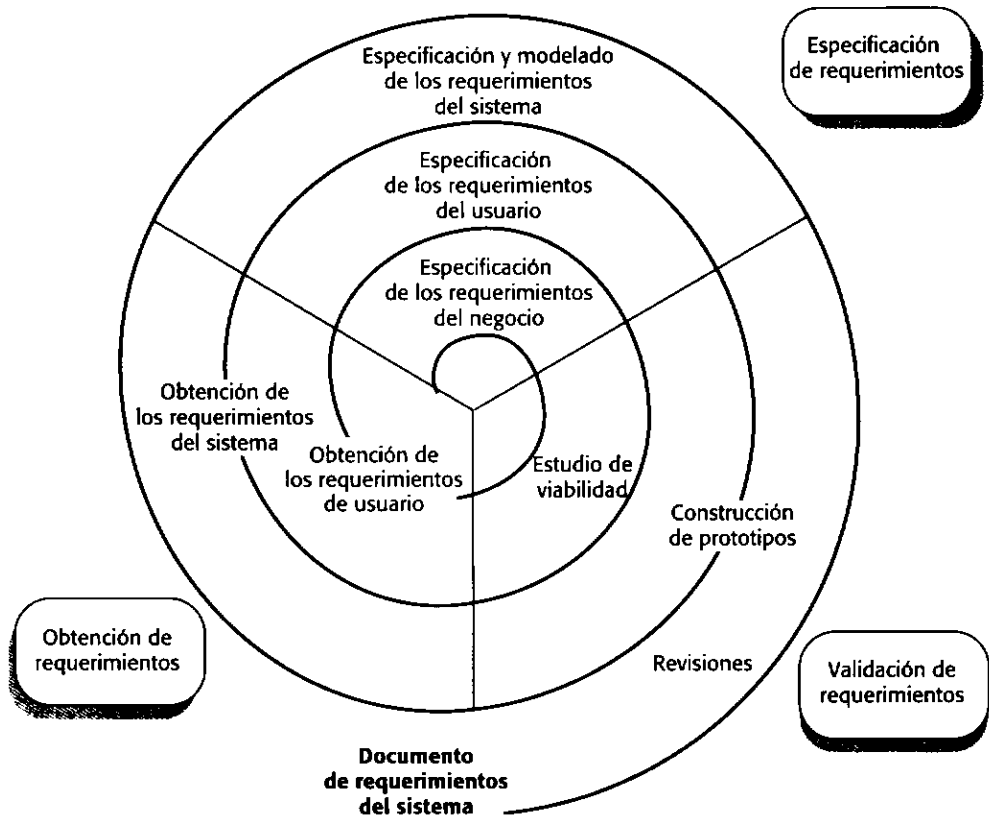 Especificación
de requerimientos
Especificación y modelado
de los requerimientos
del sistema
Especificación
de los requerimientos
del usuario
Especificación
de los requerimientos
del negocio
Obtención de
los requerimientos
del sistema
Obtención de
los requerimientos
de usuario
Estudio de
viabilidad
Construcción
de prototipos
Obtención de
requerimientos
Revisiones
Validación de
requerimientos
Documento
de requerimientos
del sistema